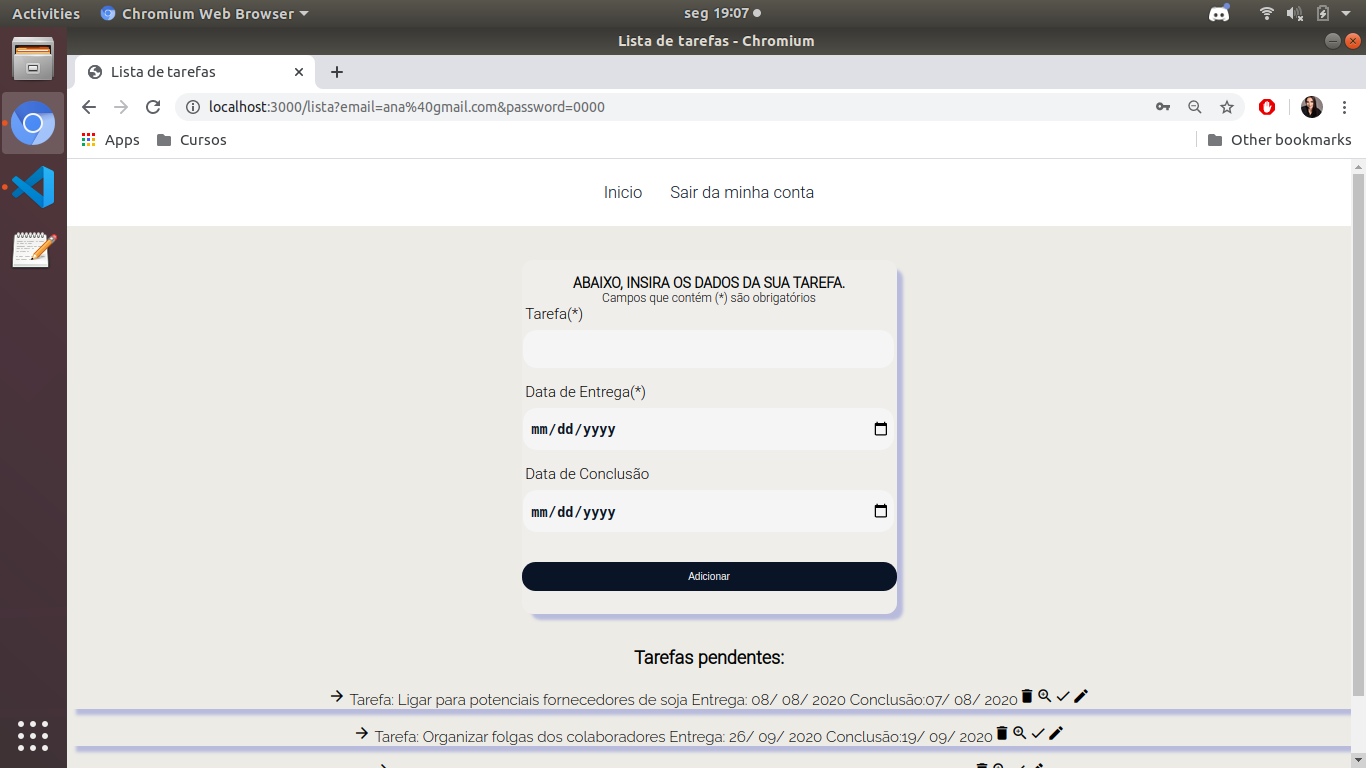 Activities Chromium Web Browser seg 19:07
Lista de tarefas - Chromium
Lista de tarefas
localhost:3000/lista?email=ana%40gmail.com&password=0000
Apps Cursos Other bookmarks
Inicio Sair da minha conta
ABAIXO, INSIRA OS DADOS DA SUA TAREFA.
Campos que contém (*) são obrigatórios
Tarefa(*)
Data de Entrega(*)
mm/dd/yyyy
Data de Conclusão
mm/dd/yyyy
Adicionar
Tarefas pendentes:
Tarefa: Ligar para potenciais fornecedores de soja Entrega: 08/ 08/ 2020 Conclusão:07/ 08/ 2020
Tarefa: Organizar folgas dos colaboradores Entrega: 26/ 09/ 2020 Conclusão:19/ 09/ 2020